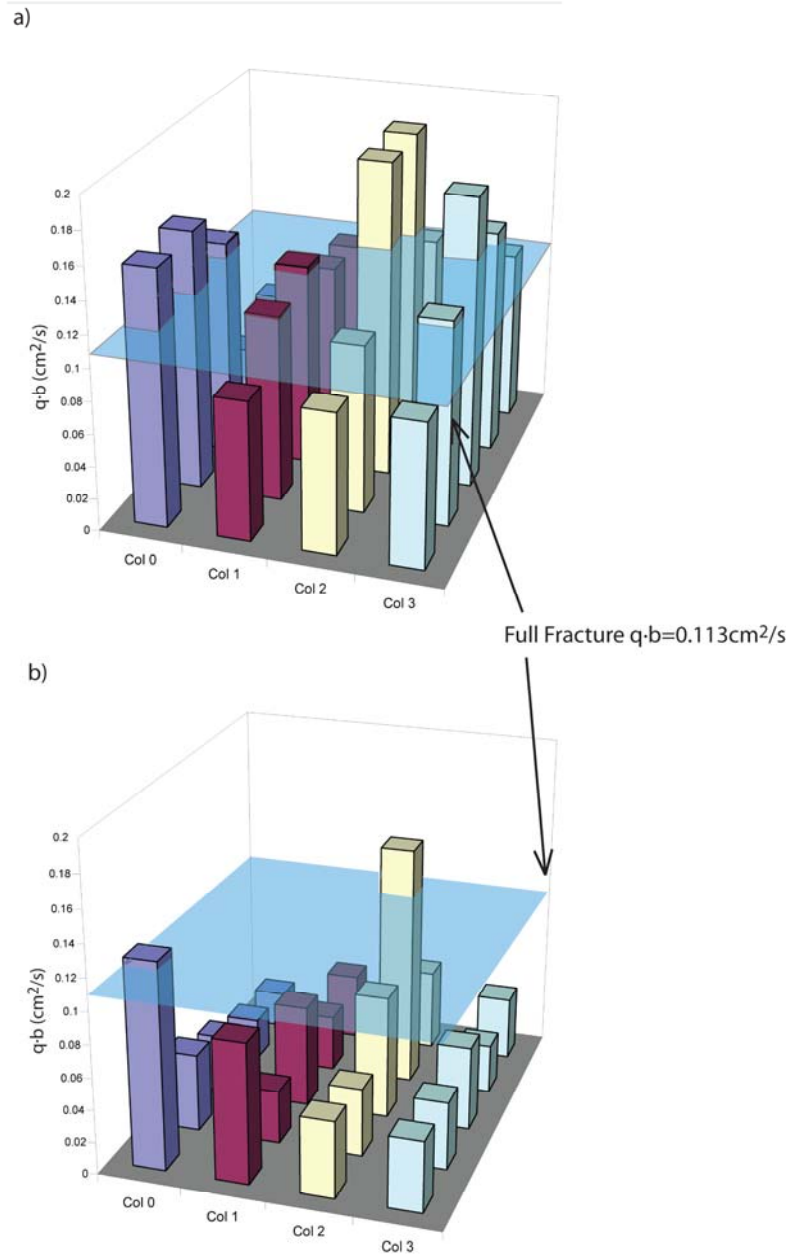 a)
0.2
0.18
0.16
0.14
0.12
0.1
0.08
0.06
0.04
0.02
0
q·b (cm²/s)
Col 0
Col 1
Col 2
Col 3
Full Fracture q·b=0.113cm²/s
b)
0.2
0.18
0.16
0.14
0.12
0.1
0.08
0.06
0.04
0.02
0
q·b (cm²/s)
Col 0
Col 1
Col 2
Col 3